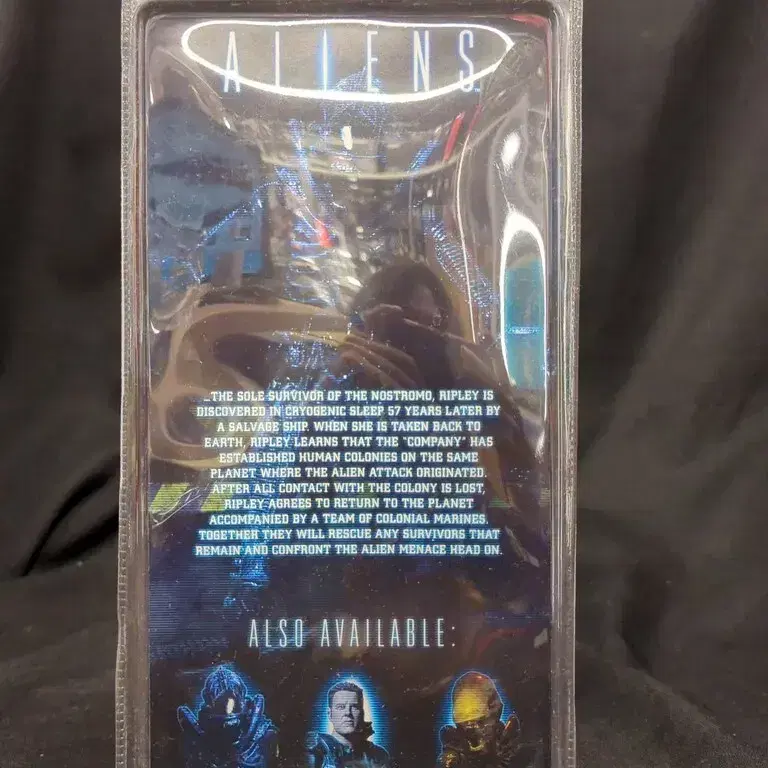 ALIENS
...THE SOLE SURVIVOR OF THE NOSTROMO, RIPLEY IS
DISCOVERED IN CRYOGENIC SLEEP 57 YEARS LATER BY
A SALVAGE SHIP. WHEN SHE IS TAKEN BACK TO
EARTH, RIPLEY LEARNS THAT THE "COMPANY" HAS
ESTABLISHED HUMAN COLONIES ON THE SAME
PLANET WHERE THE ALIEN ATTACK ORIGINATED.
AFTER ALL CONTACT WITH THE COLONY IS LOST,
RIPLEY AGREES TO RETURN TO THE PLANET
ACCOMPANIED BY A TEAM OF COLONIAL MARINES.
TOGETHER THEY WILL RESCUE ANY SURVIVORS THAT
REMAIN AND CONFRONT THE ALIEN MENACE HEAD ON.
ALSO AVAILABLE: